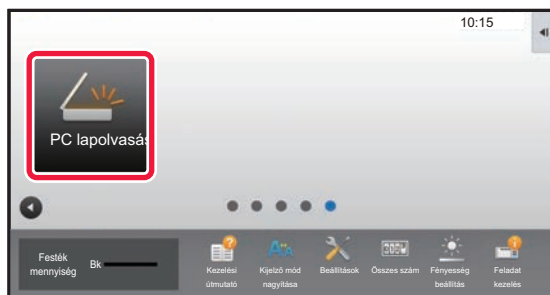 10:15
PC lapolvasás
Festék
mennyiség
Bk
Kezelési
útmutató
Kijelző mód
nagyítása
Beállítások
Összes szám
Fényesség
beállítás
Feladat
kezelés